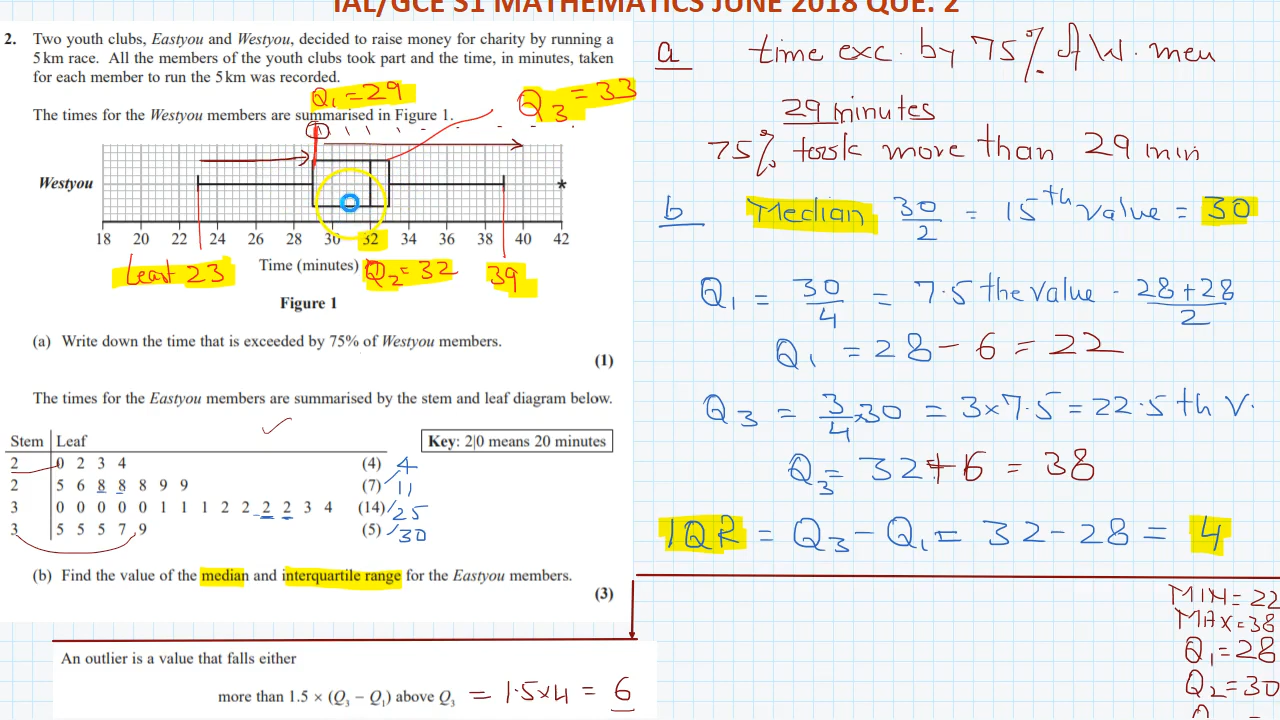 IAL/GCE S1 MATHEMATICS JUNE 2018 QUE. 2
2. Two youth clubs, Eastyou and Westyou, decided to raise money for charity by running a
5 km race. All the members of the youth clubs took part and the time, in minutes, taken
for each member to run the 5 km was recorded.
Q1 = 29
Q3 = 33
The times for the Westyou members are summarised in Figure 1.
Westyou
*
18 20 22 24 26 28 30 32 34 36 38 40 42
Least 23
Time (minutes)
Q2 = 32
39
Figure 1
(a) Write down the time that is exceeded by 75% of Westyou members.
(1)
The times for the Eastyou members are summarised by the stem and leaf diagram below.
Stem Leaf
Key: 2|0 means 20 minutes
2 0 2 3 4 (4) 4
2 5 6 8 8 8 9 9 (7) 11
3 0 0 0 0 0 1 1 1 2 2 2 2 3 4 (14) 25
3 5 5 5 7 9 (5) 30
(b) Find the value of the median and interquartile range for the Eastyou members.
(3)
An outlier is a value that falls either
more than 1.5 × (Q3 − Q1) above Q3 = 1.5×4 = 6
a time exc. by 75% of W. mem
29 minutes
75% took more than 29 min
b Median 30/2 = 15th value = 30
Q1 = 30/4 = 7.5 the value - 28+28/2
Q1 = 28 − 6 = 22
Q3 = 3/4 × 30 = 3×7.5 = 22.5 th v.
Q3 = 32 + 6 = 38
IQR = Q3 − Q1 = 32 − 28 = 4
MIN = 22
MAX = 38
Q1 = 28
Q2 = 30